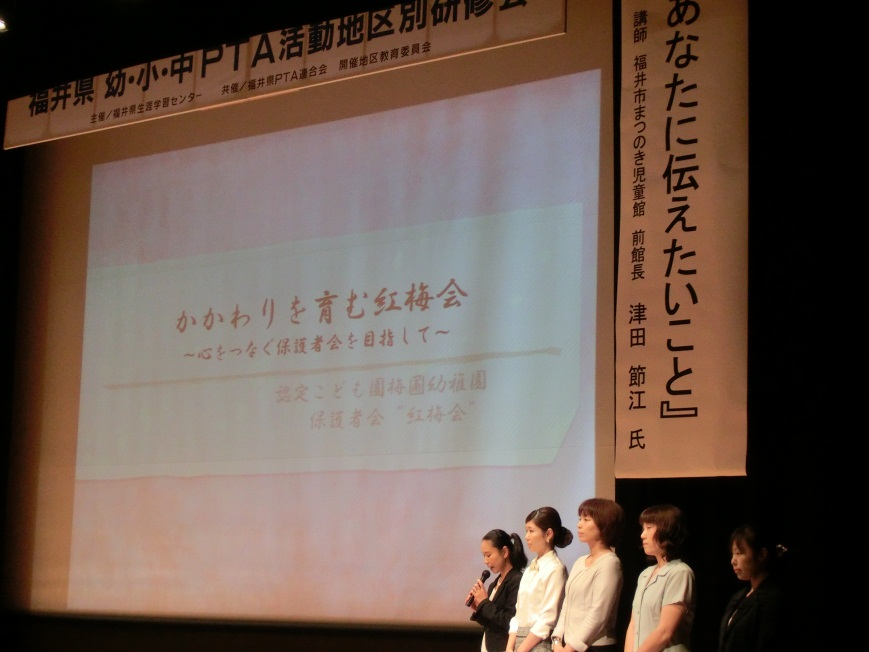 福井県 幼・小・中PTA活動地区別研修会
主催／福井県生涯学習センター　共催／福井県PTA連合会　開催地区教育委員会
あなたに伝えたいこと』
講師 福井市まつのき児童館 前館長 津田 節江 氏
かかわりを育む紅梅会
～心をつなぐ保護者会を目指して～
認定こども園梅圃幼稚園
保護者会 “紅梅会”